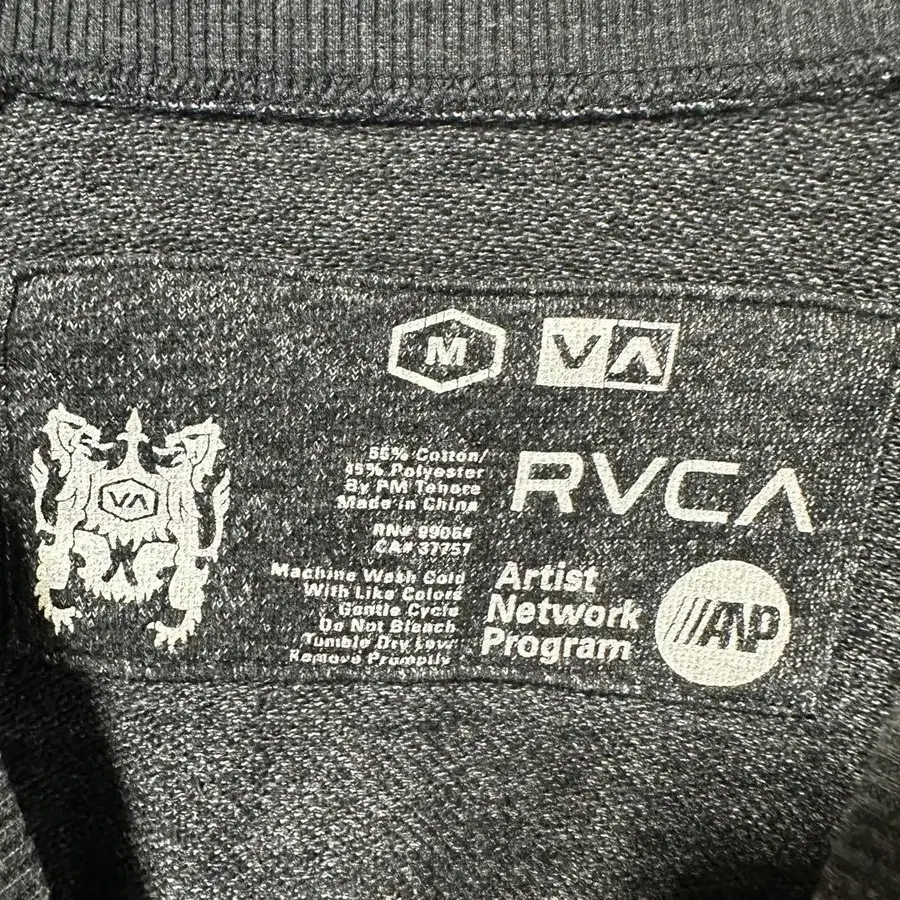 M
VA
VA
55% Cotton/
45% Polyester
By PM Tenore
Made in China
RN# 99064
CA# 37757
Machine Wash Cold
With Like Colors
Gentle Cycle
Do Not Bleach
Tumble Dry Low
Remove Promptly
RVCA
Artist
Network
Program
ANP